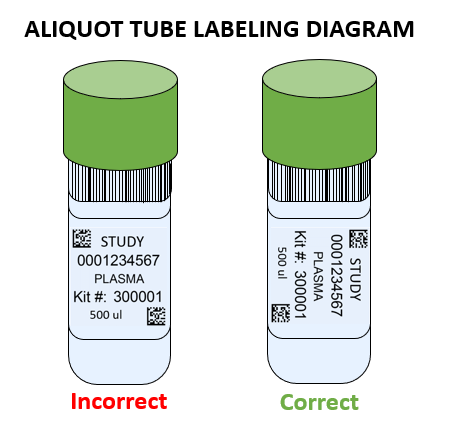 ALIQUOT TUBE LABELING DIAGRAM
STUDY
0001234567
PLASMA
Kit #: 300001
500 ul
Incorrect
STUDY
0001234567
PLASMA
Kit #: 300001
500 ul
Correct